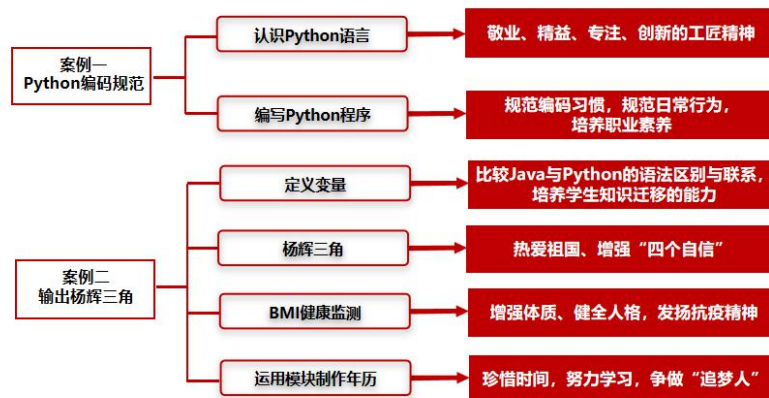 案例一
Python编码规范
认识Python语言
敬业、精益、专注、创新的工匠精神
编写Python程序
规范编码习惯，规范日常行为，
培养职业素养
案例二
输出杨辉三角
定义变量
比较Java与Python的语法区别与联系，
培养学生知识迁移的能力
杨辉三角
热爱祖国、增强“四个自信”
BMI健康监测
增强体质、健全人格，发扬抗疫精神
运用模块制作年历
珍惜时间，努力学习，争做“追梦人”